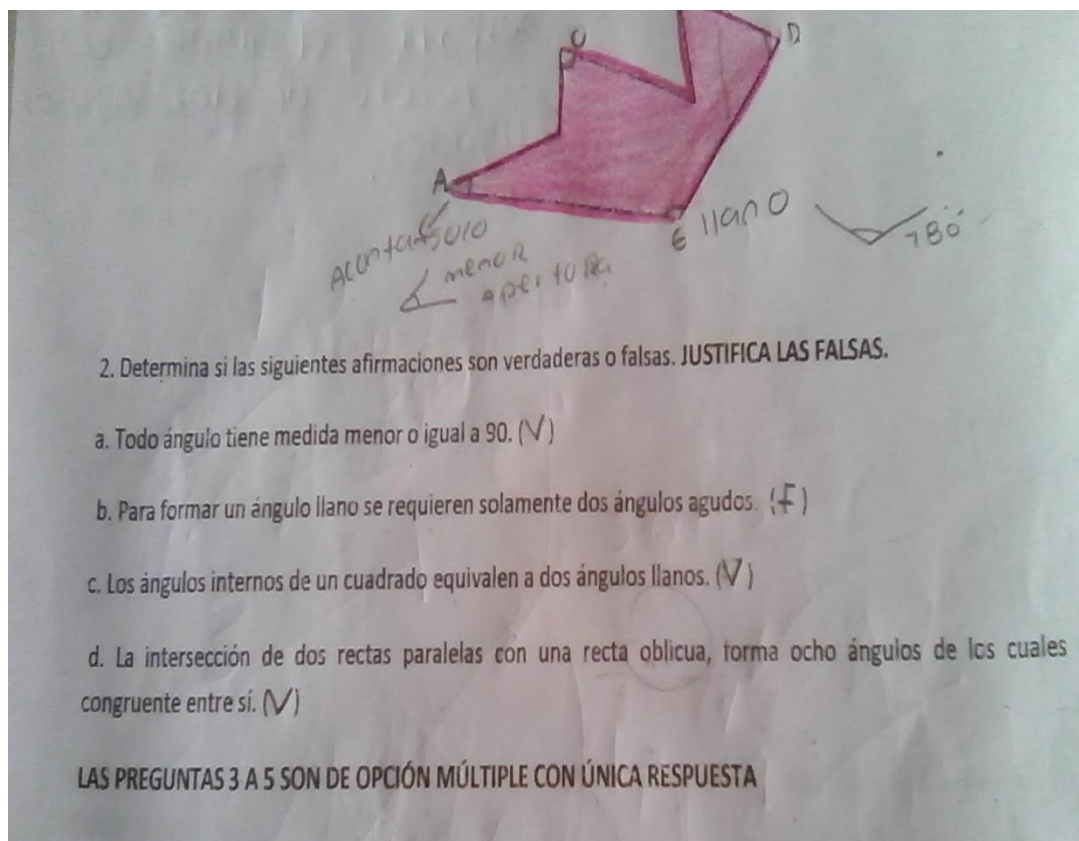 C
D
A
E llano
180°
menor
apertura
2. Determina si las siguientes afirmaciones son verdaderas o falsas. JUSTIFICA LAS FALSAS.
a. Todo ángulo tiene medida menor o igual a 90. (V)
b. Para formar un ángulo llano se requieren solamente dos ángulos agudos. (F)
c. Los ángulos internos de un cuadrado equivalen a dos ángulos llanos. (V)
d. La intersección de dos rectas paralelas con una recta oblicua, forma ocho ángulos de los cuales
congruente entre sí. (V)
LAS PREGUNTAS 3 A 5 SON DE OPCIÓN MÚLTIPLE CON ÚNICA RESPUESTA